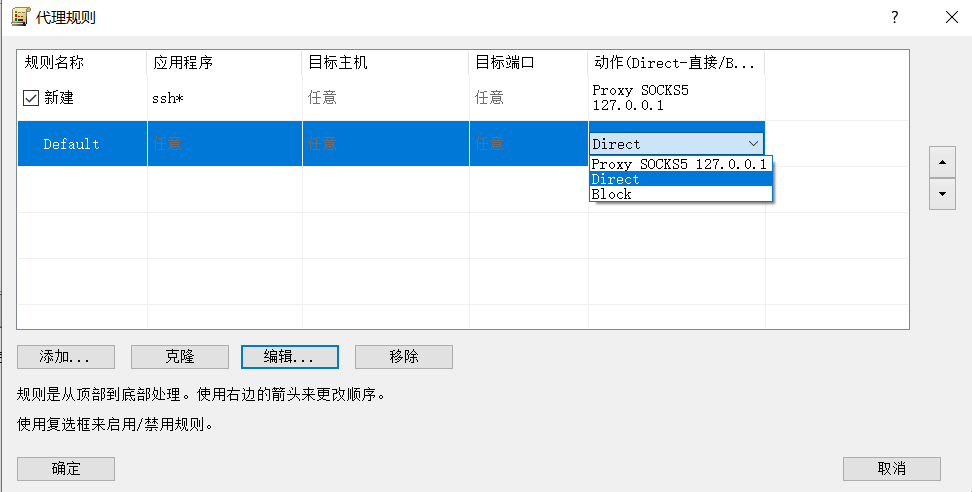 代理规则
?
规则名称 应用程序 目标主机 目标端口 动作(Direct-直接/B...
新建 ssh* 任意 任意 Proxy SOCKS5
127.0.0.1
Default 任意 任意 任意 Direct
Proxy SOCKS5 127.0.0.1
Direct
Block
添加... 克隆 编辑... 移除
规则是从顶部到底部处理。使用右边的箭头来更改顺序。
使用复选框来启用/禁用规则。
确定 取消